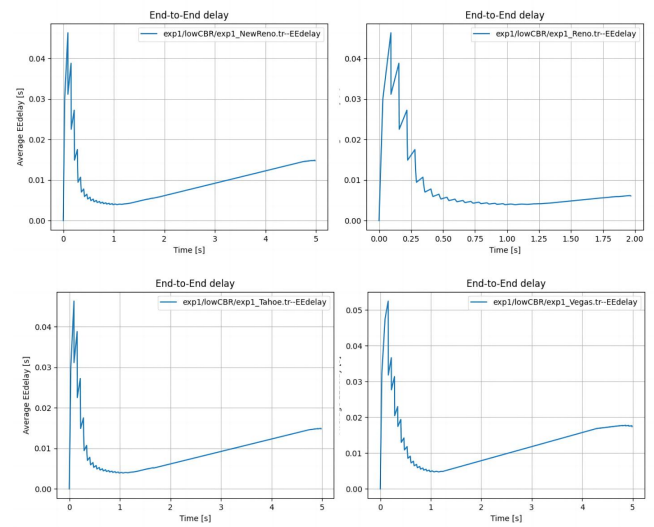 End-to-End delay
exp1/lowCBR/exp1_NewReno.tr--EEdelay
Average EEdelay [s]
0.04
0.03
0.02
0.01
0.00
0 1 2 3 4 5
Time [s]
End-to-End delay
exp1/lowCBR/exp1_Reno.tr--EEdelay
0.04
0.03
0.02
0.01
0.00
0.00 0.25 0.50 0.75 1.00 1.25 1.50 1.75 2.00
Time [s]
End-to-End delay
exp1/lowCBR/exp1_Tahoe.tr--EEdelay
Average EEdelay [s]
0.04
0.03
0.02
0.01
0.00
0 1 2 3 4 5
Time [s]
End-to-End delay
exp1/lowCBR/exp1_Vegas.tr--EEdelay
0.05
0.04
0.03
0.02
0.01
0.00
0 1 2 3 4 5
Time [s]